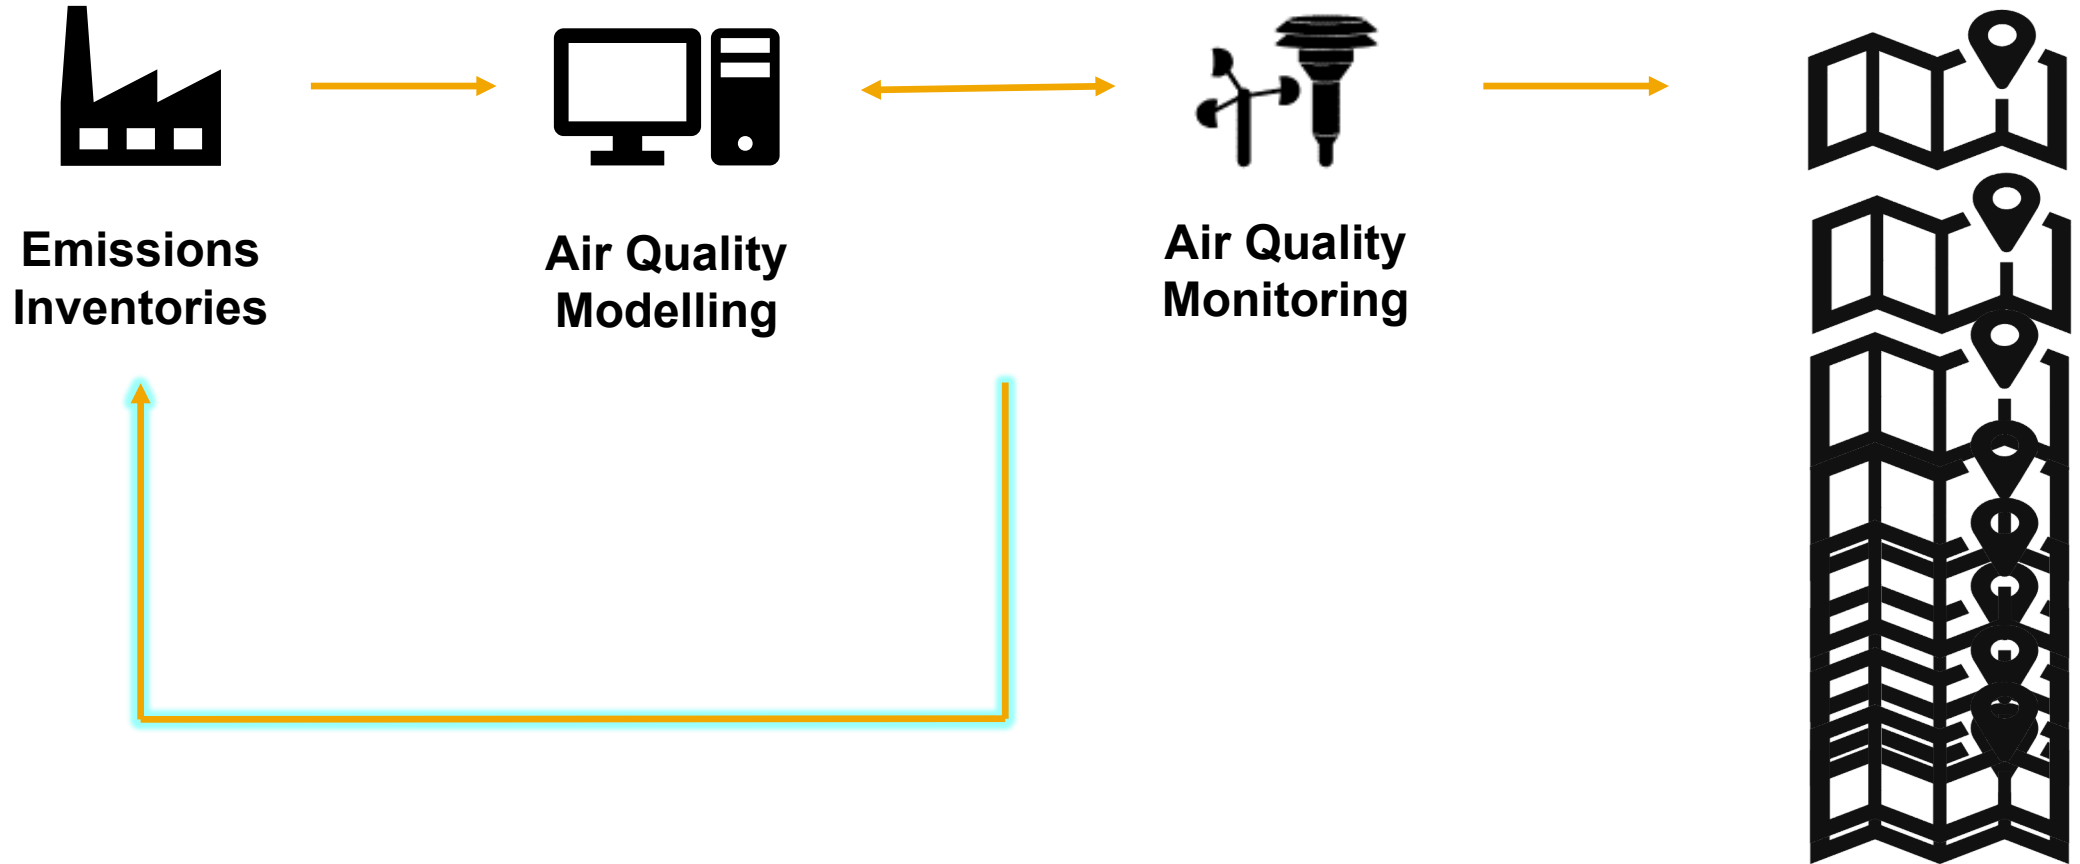 Emissions
Inventories
Air Quality
Modelling
Air Quality
Monitoring